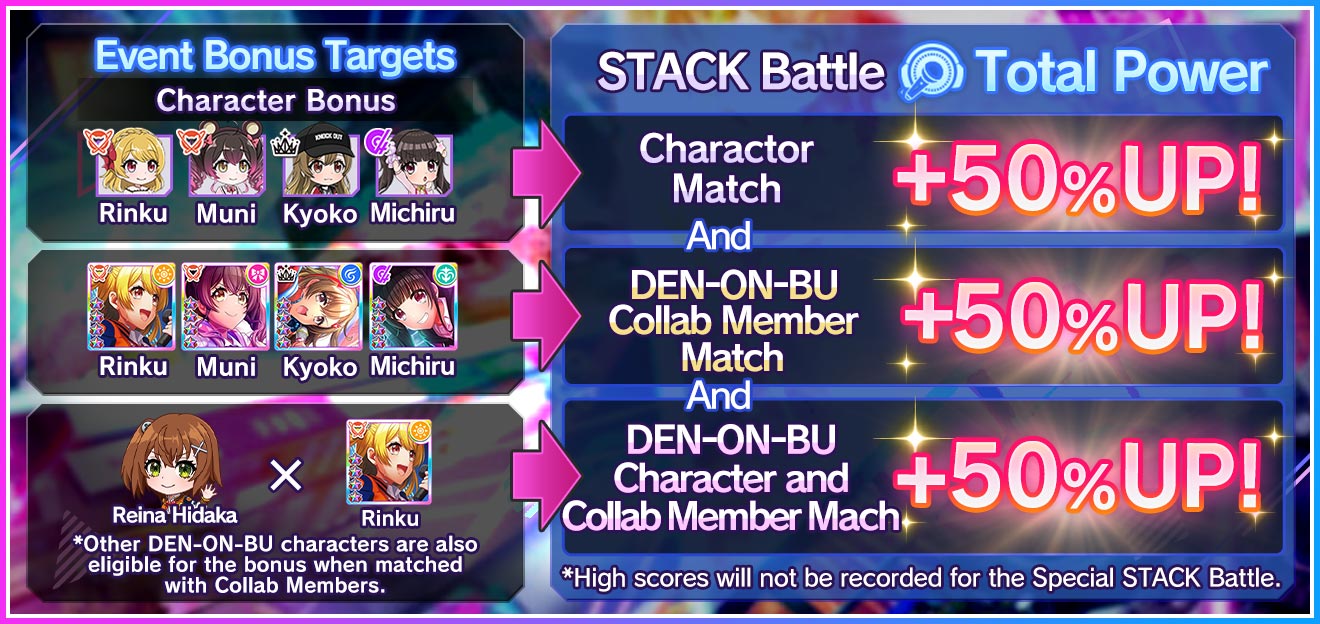 Event Bonus Targets
Character Bonus
KNOCK OUT
Rinku Muni Kyoko Michiru
Rinku Muni Kyoko Michiru
×
Reina Hidaka Rinku
*Other DEN-ON-BU characters are also
eligible for the bonus when matched
with Collab Members.
STACK Battle Total Power
Charactor
Match
+50%UP!
And
DEN-ON-BU
Collab Member
Match
+50%UP!
And
DEN-ON-BU
Character and
Collab Member Mach
+50%UP!
*High scores will not be recorded for the Special STACK Battle.